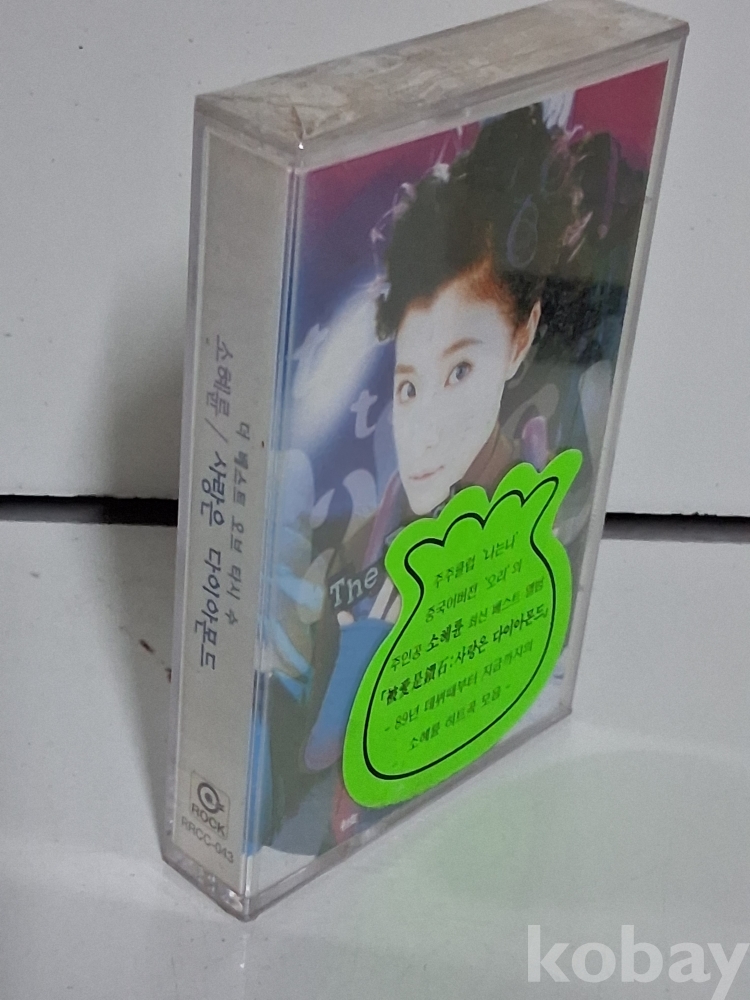 더 베스트 오브 타시 수
소혜륜 / 사랑은 다이아몬드
ROCK
RRCC-043
The
주주클럽 '나는나'
중국어버전 '오리'의
주인공 소혜륜 최신 베스트 앨범
「被愛是鑽石:사랑은 다이아몬드」
- 89년 데뷔때부터 지금까지의
소혜륜 히트곡 모음 -
kobay